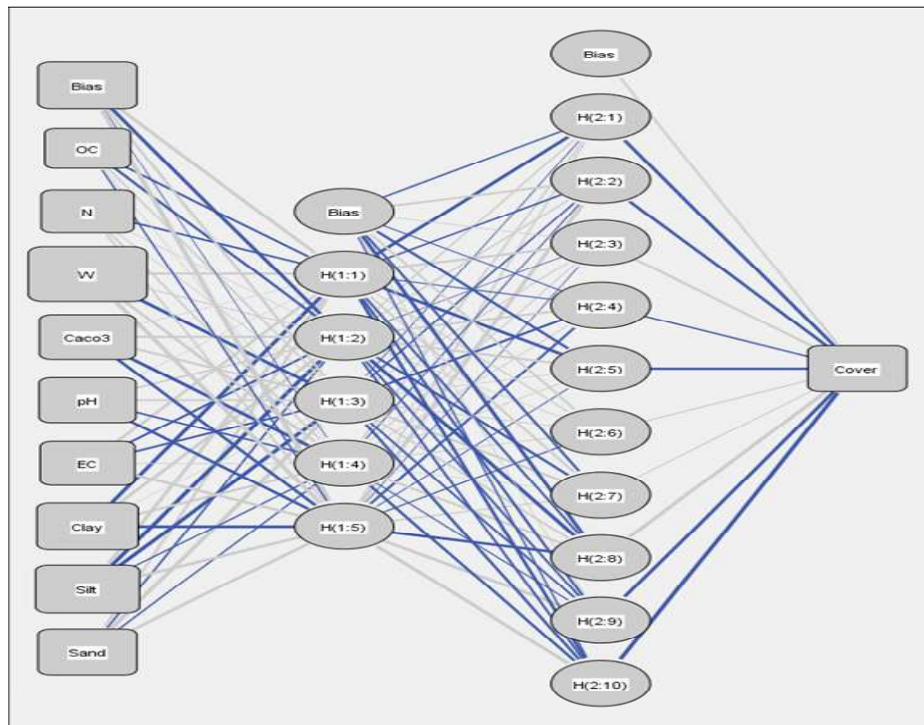 Bias
OC
N
W
Caco3
pH
EC
Clay
Silt
Sand
Bias
H(1:1)
H(1:2)
H(1:3)
H(1:4)
H(1:5)
Bias
H(2:1)
H(2:2)
H(2:3)
H(2:4)
H(2:5)
H(2:6)
H(2:7)
H(2:8)
H(2:9)
H(2:10)
Cover